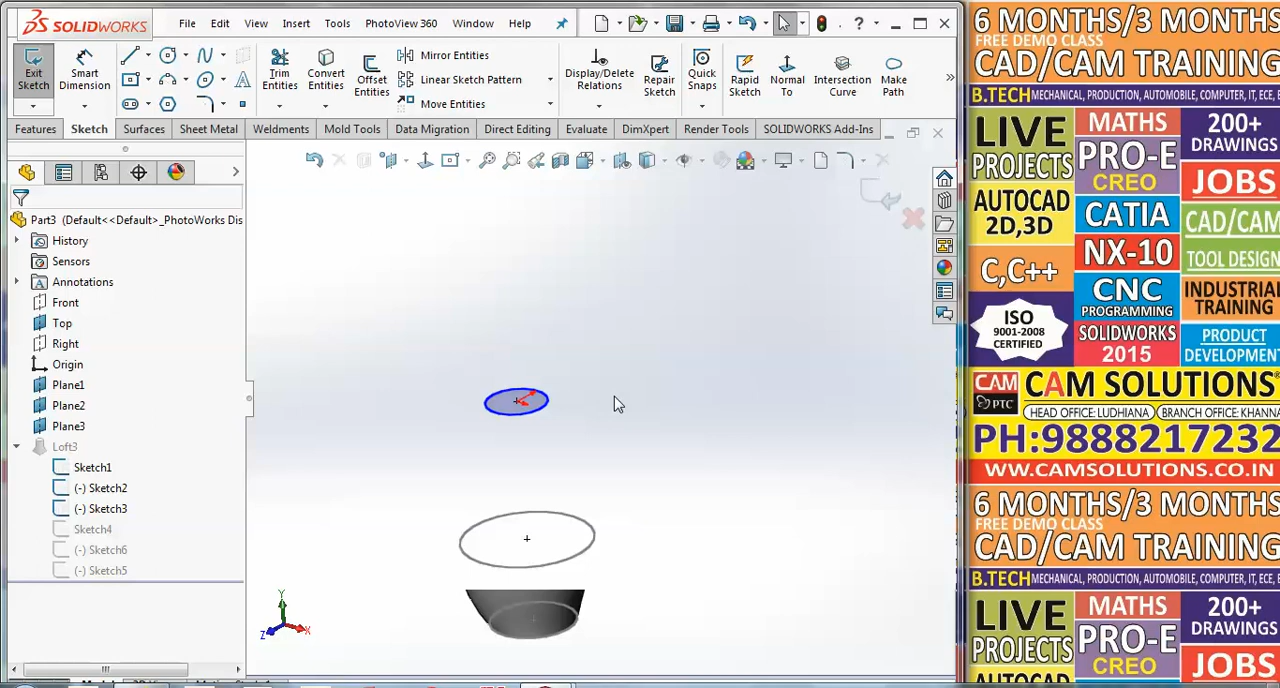 SOLIDWORKS
File Edit View Insert Tools PhotoView 360 Window Help
Exit Sketch
Smart Dimension
Trim Entities
Convert Entities
Offset Entities
Mirror Entities
Linear Sketch Pattern
Move Entities
Display/Delete Relations
Repair Sketch
Quick Snaps
Rapid Sketch
Normal To
Intersection Curve
Make Path
Features Sketch Surfaces Sheet Metal Weldments Mold Tools Data Migration Direct Editing Evaluate DimXpert Render Tools SOLIDWORKS Add-Ins
Part3 (Default<<Default>_PhotoWorks Dis
History
Sensors
Annotations
Front
Top
Right
Origin
Plane1
Plane2
Plane3
Loft3
Sketch1
(-) Sketch2
(-) Sketch3
Sketch4
(-) Sketch6
(-) Sketch5
Y
Z X
6 MONTHS/3 MONTHS
FREE DEMO CLASS
CAD/CAM TRAINING
B.TECH MECHANICAL, PRODUCTION, AUTOMOBILE, COMPUTER, IT, ECE,
LIVE PROJECTS
MATHS
200+ DRAWINGS
PRO-E
CREO
JOBS
AUTOCAD 2D,3D
CATIA
CAD/CAM
NX-10
TOOL DESIGN
C,C++
CNC PROGRAMMING
INDUSTRIAL TRAINING
ISO
9001-2008
CERTIFIED
SOLIDWORKS 2015
PRODUCT DEVELOPMENT
CAM
PTC
CAM SOLUTIONS
HEAD OFFICE: LUDHIANA BRANCH OFFICE: KHANNA
PH:9888217232
WWW.CAMSOLUTIONS.CO.IN
6 MONTHS/3 MONTHS
FREE DEMO CLASS
CAD/CAM TRAINING
B.TECH MECHANICAL, PRODUCTION, AUTOMOBILE, COMPUTER, IT, ECE,
LIVE PROJECTS
MATHS
200+ DRAWINGS
PRO-E
CREO
JOBS